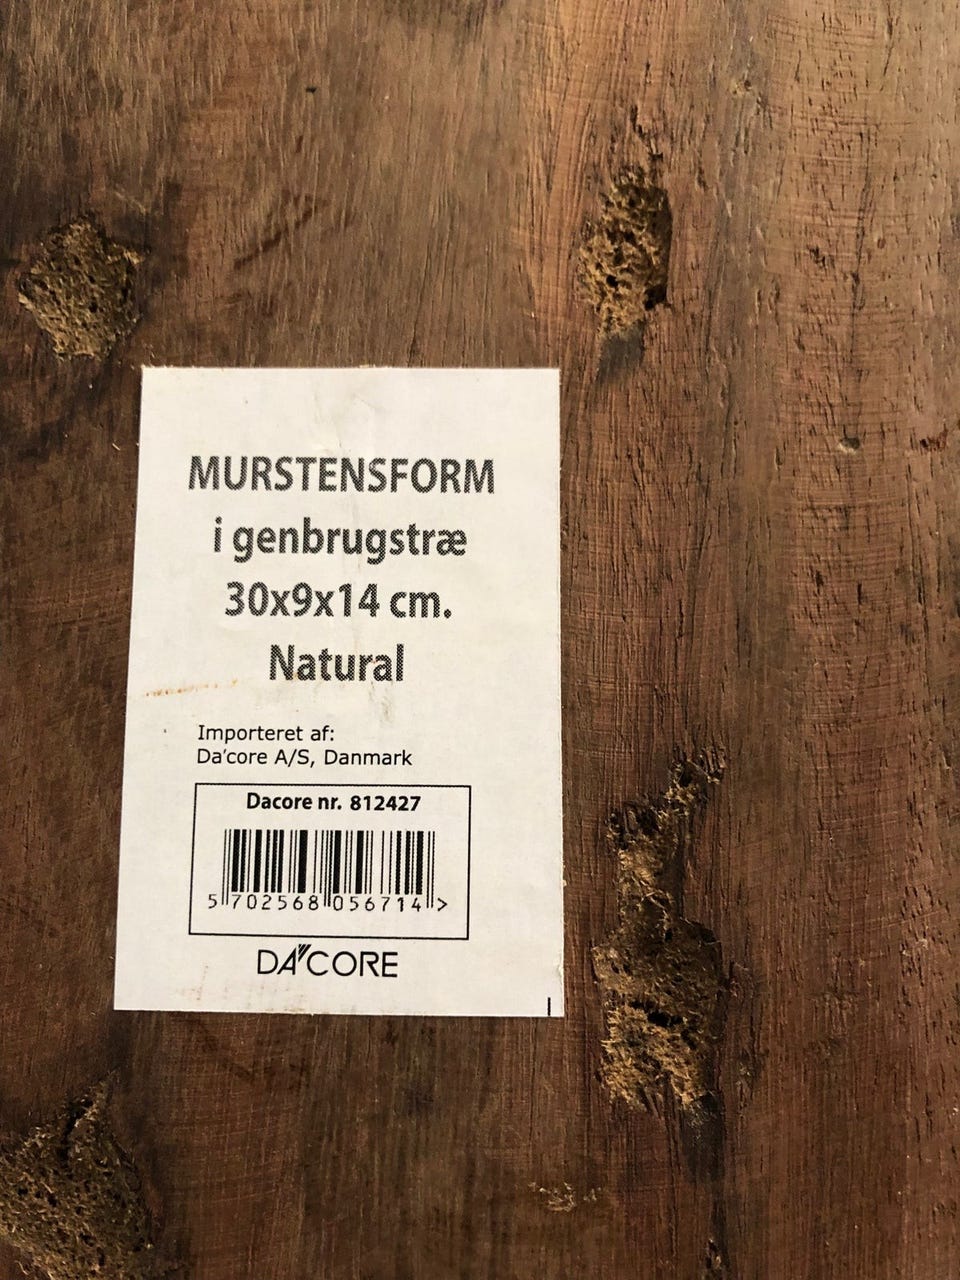 MURSTENSFORM
i genbrugstræ
30x9x14 cm.
Natural
Importeret af:
Da'core A/S, Danmark
Dacore nr. 812427
5 702568 056714 >
DA'CORE